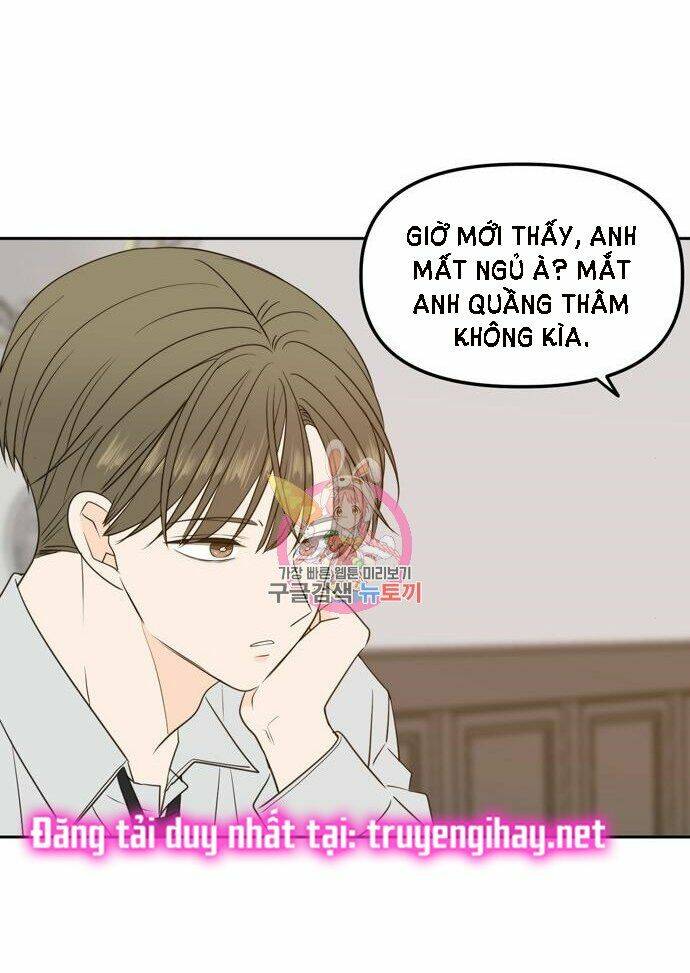 GIỜ MỚI THẤY, ANH
MẤT NGỦ À? MẮT
ANH QUẦNG THÂM
KHÔNG KÌA.
가장 빠른 웹툰 미리보기
구글검색 뉴토끼
Đăng tải duy nhất tại: truyengihay.net